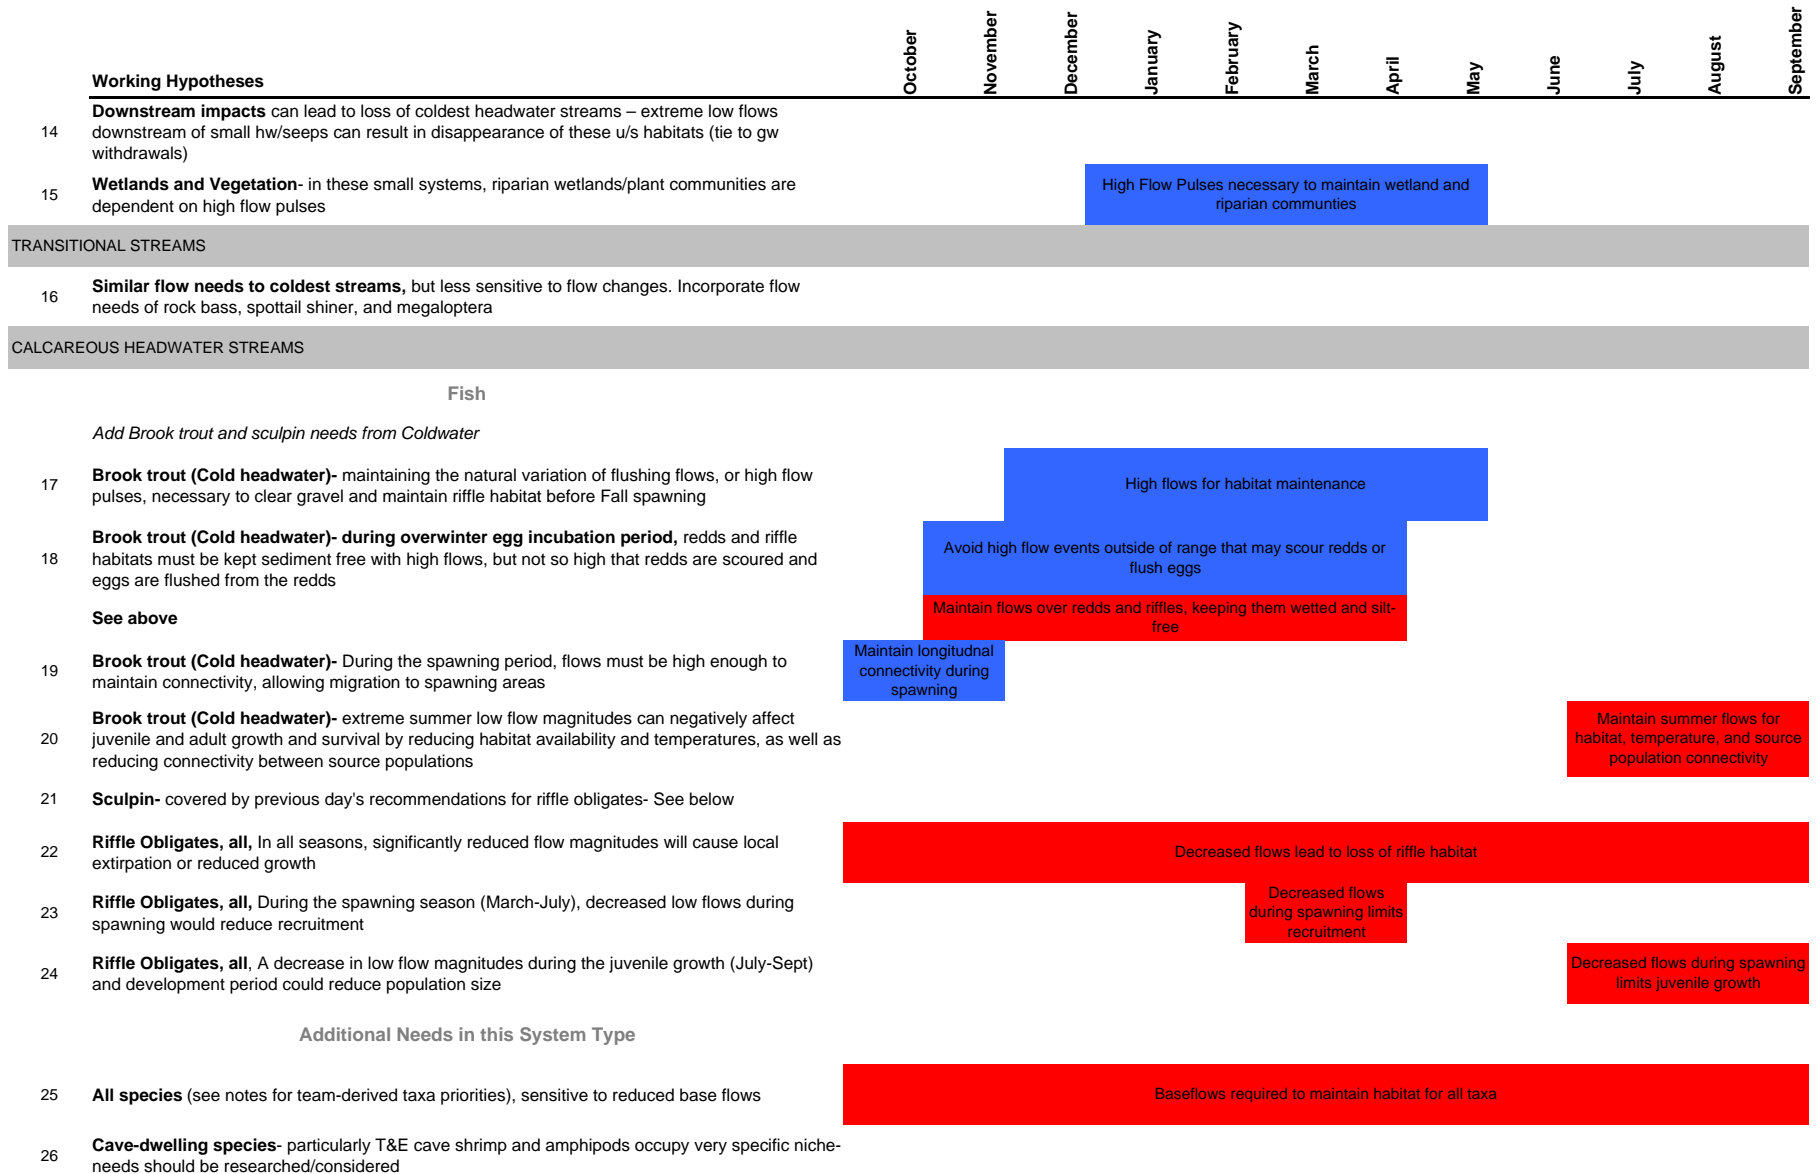 October
November
December
January
February
March
April
May
June
July
August
September
Working Hypotheses
14
Downstream impacts can lead to loss of coldest headwater streams – extreme low flows
downstream of small hw/seeps can result in disappearance of these u/s habitats (tie to gw
withdrawals)
15
Wetlands and Vegetation- in these small systems, riparian wetlands/plant communities are
dependent on high flow pulses
High Flow Pulses necessary to maintain wetland and
riparian communties
TRANSITIONAL STREAMS
16
Similar flow needs to coldest streams, but less sensitive to flow changes. Incorporate flow
needs of rock bass, spottail shiner, and megaloptera
CALCAREOUS HEADWATER STREAMS
Fish
Add Brook trout and sculpin needs from Coldwater
17
Brook trout (Cold headwater)- maintaining the natural variation of flushing flows, or high flow
pulses, necessary to clear gravel and maintain riffle habitat before Fall spawning
High flows for habitat maintenance
18
Brook trout (Cold headwater)- during overwinter egg incubation period, redds and riffle
habitats must be kept sediment free with high flows, but not so high that redds are scoured and
eggs are flushed from the redds
Avoid high flow events outside of range that may scour redds or
flush eggs
See above
Maintain flows over redds and riffles, keeping them wetted and silt-
free
19
Brook trout (Cold headwater)- During the spawning period, flows must be high enough to
maintain connectivity, allowing migration to spawning areas
Maintain longitudnal
connectivity during
spawning
20
Brook trout (Cold headwater)- extreme summer low flow magnitudes can negatively affect
juvenile and adult growth and survival by reducing habitat availability and temperatures, as well as
reducing connectivity between source populations
Maintain summer flows for
habitat, temperature, and source
population connectivity
21
Sculpin- covered by previous day's recommendations for riffle obligates- See below
22
Riffle Obligates, all, In all seasons, significantly reduced flow magnitudes will cause local
extirpation or reduced growth
Decreased flows lead to loss of riffle habitat
23
Riffle Obligates, all, During the spawning season (March-July), decreased low flows during
spawning would reduce recruitment
Decreased flows
during spawning limits
recruitment
24
Riffle Obligates, all, A decrease in low flow magnitudes during the juvenile growth (July-Sept)
and development period could reduce population size
Decreased flows during spawning
limits juvenile growth
Additional Needs in this System Type
25
All species (see notes for team-derived taxa priorities), sensitive to reduced base flows
Baseflows required to maintain habitat for all taxa
26
Cave-dwelling species- particularly T&E cave shrimp and amphipods occupy very specific niche-
needs should be researched/considered